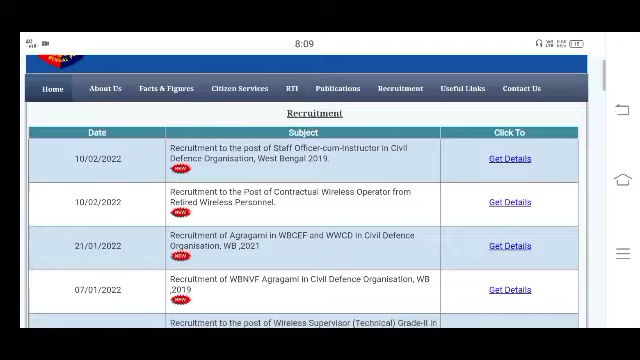 8:09
BENGAL
Home About Us Facts & Figures Citizen Services RTI Publications Recruitment Useful Links Contact Us
Recruitment
Date Subject Click To
10/02/2022 Recruitment to the post of Staff Officer-cum-Instructor in Civil Defence Organisation, West Bengal 2019. Get Details
NEW
10/02/2022 Recruitment to the Post of Contractual Wireless Operator from Retired Wireless Personnel. Get Details
NEW
21/01/2022 Recruitment of Agragami in WBCEF and WWCD in Civil Defence Organisation, WB ,2021 Get Details
NEW
07/01/2022 Recruitment of WBNVF Agragami in Civil Defence Organisation, WB ,2019 Get Details
NEW
Recruitment to the post of Wireless Supervisor (Technical) Grade-II in